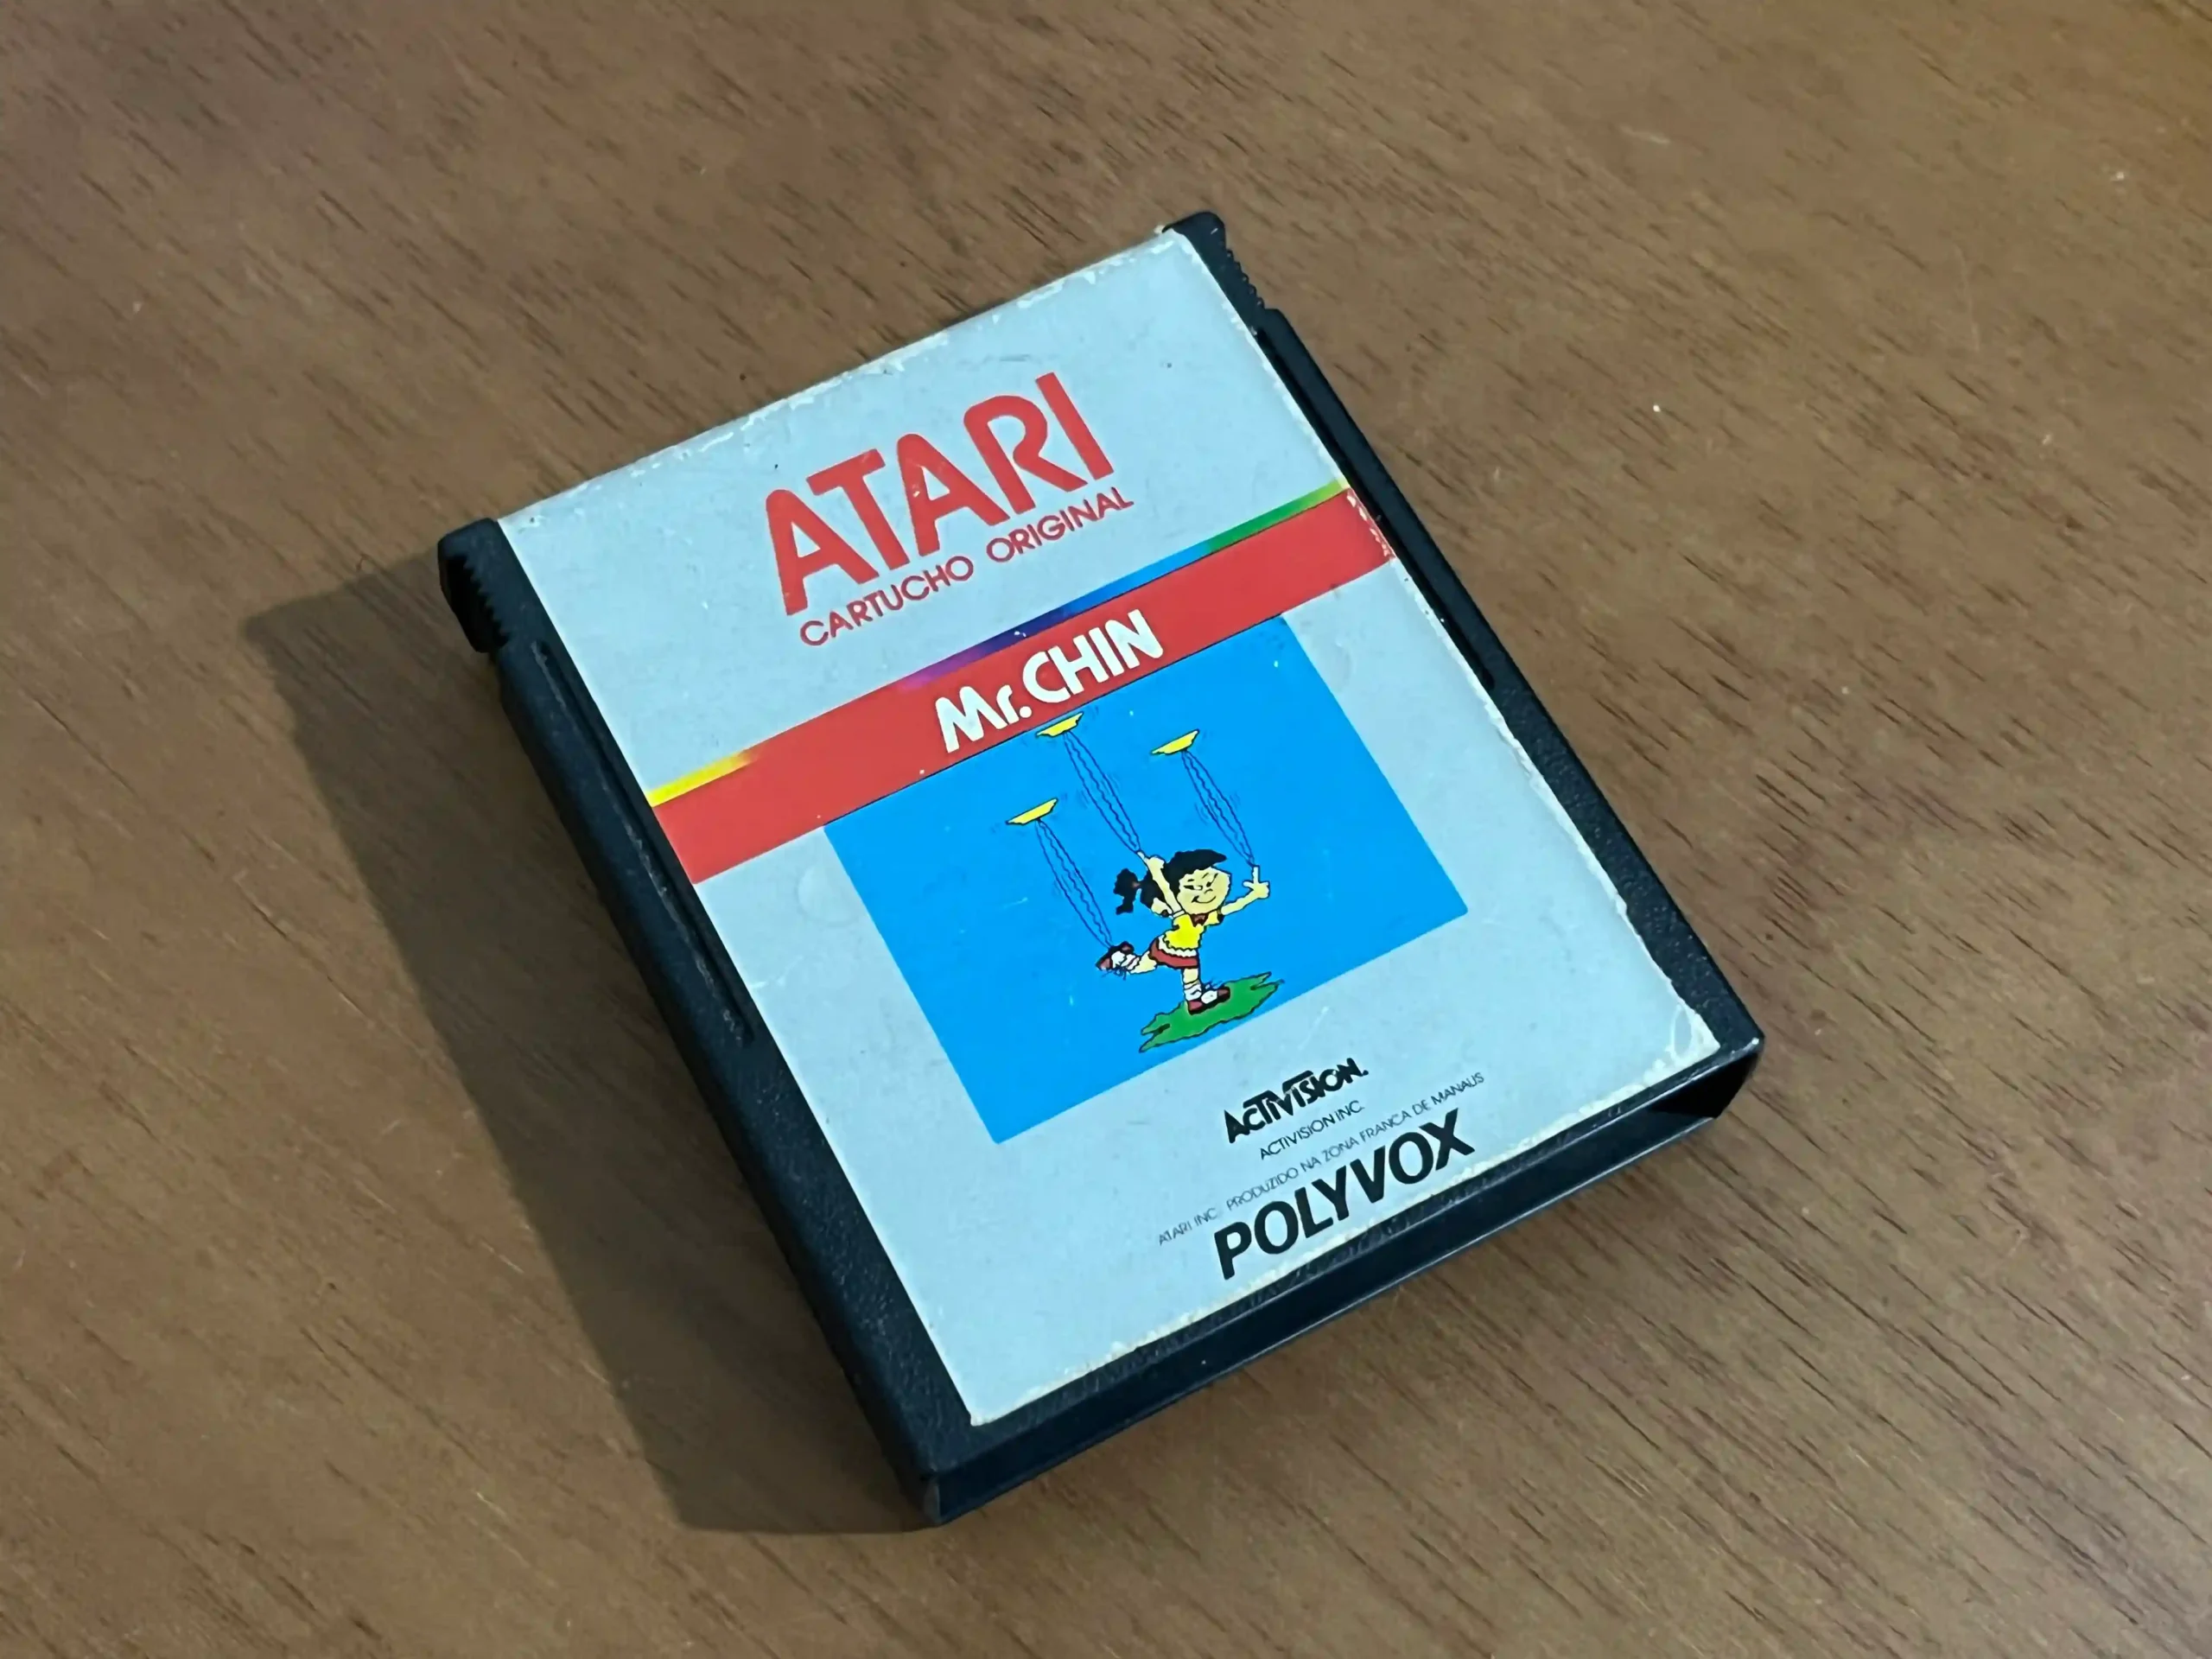 ATARI
CARTUCHO ORIGINAL
Mr. CHIN
ACTIVISION.
ACTIVISION INC.
ATARI INC. PRODUZIDO NA ZONA FRANCA DE MANAUS
POLYVOX